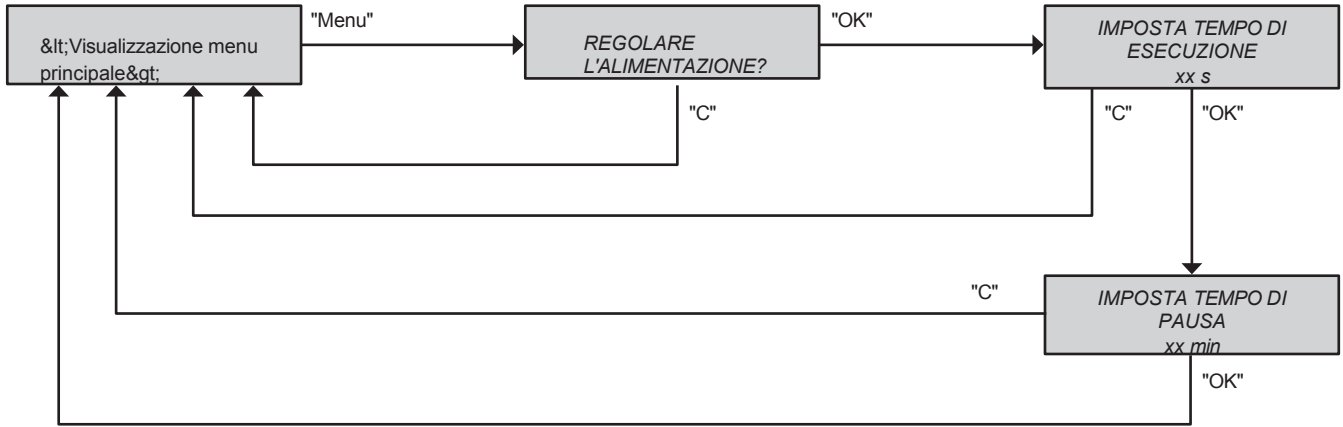 &lt;Visualizzazione menu
principale&gt;
"Menu"
REGOLARE
L'ALIMENTAZIONE?
"OK"
IMPOSTA TEMPO DI
ESECUZIONE
xx s
"C"
"C"
"OK"
"C"
IMPOSTA TEMPO DI
PAUSA
xx min
"OK"